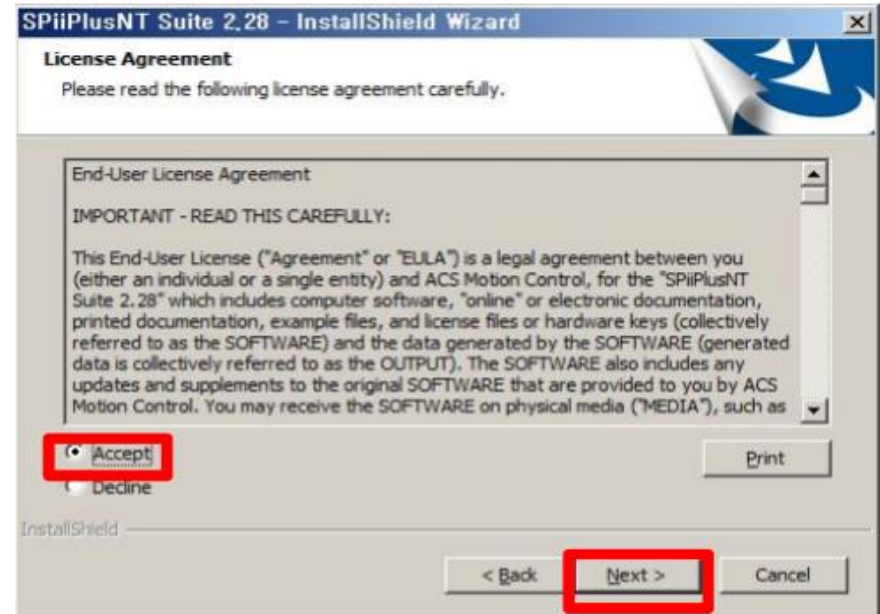 SPiiPlusNT Suite 2,28 - InstallShield Wizard
License Agreement
Please read the following license agreement carefully.
End-User License Agreement
IMPORTANT - READ THIS CAREFULLY:
This End-User License ("Agreement" or "EULA") is a legal agreement between you
(either an individual or a single entity) and ACS Motion Control, for the "SPiiPlusNT
Suite 2.28" which includes computer software, "online" or electronic documentation,
printed documentation, example files, and license files or hardware keys (collectively
referred to as the SOFTWARE) and the data generated by the SOFTWARE (generated
data is collectively referred to as the OUTPUT). The SOFTWARE also includes any
updates and supplements to the original SOFTWARE that are provided to you by ACS
Motion Control. You may receive the SOFTWARE on physical media ("MEDIA"), such as
Accept
Print
Decline
InstallShield
< Back
Next >
Cancel